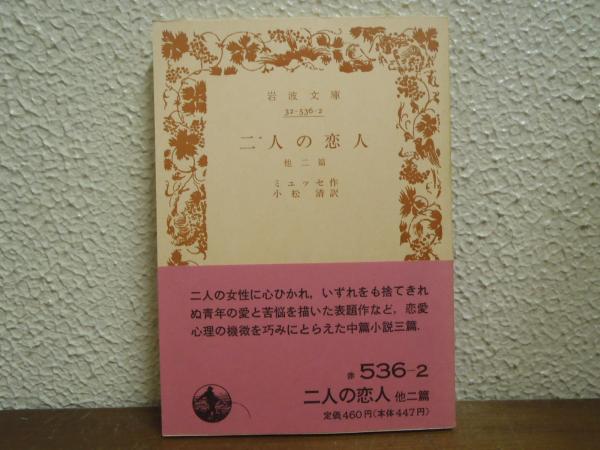 岩波文庫
32-536-2
二人の恋人
他二篇
ミュッセ作
小松清訳
二人の女性に心ひかれ，いずれをも捨てきれ
ぬ青年の愛と苦悩を描いた表題作など，恋愛
心理の機微を巧みにとらえた中篇小説三篇．
赤 536-2
二人の恋人 他二篇
定価460円(本体447円)